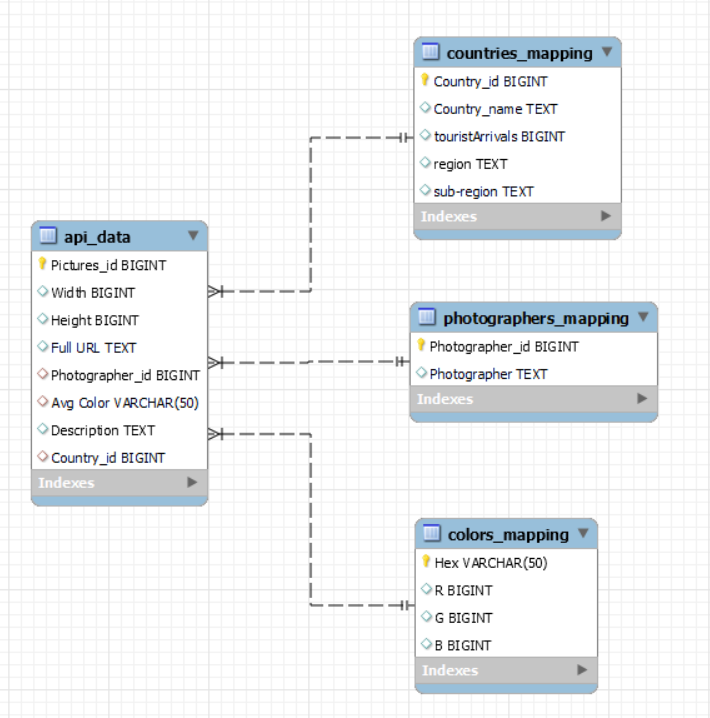 countries_mapping
Country_id BIGINT
Country_name TEXT
touristArrivals BIGINT
region TEXT
sub-region TEXT
Indexes
api_data
Pictures_id BIGINT
Width BIGINT
Height BIGINT
Full URL TEXT
Photographer_id BIGINT
Avg Color VARCHAR(50)
Description TEXT
Country_id BIGINT
Indexes
photographers_mapping
Photographer_id BIGINT
Photographer TEXT
Indexes
colors_mapping
Hex VARCHAR(50)
R BIGINT
G BIGINT
B BIGINT
Indexes